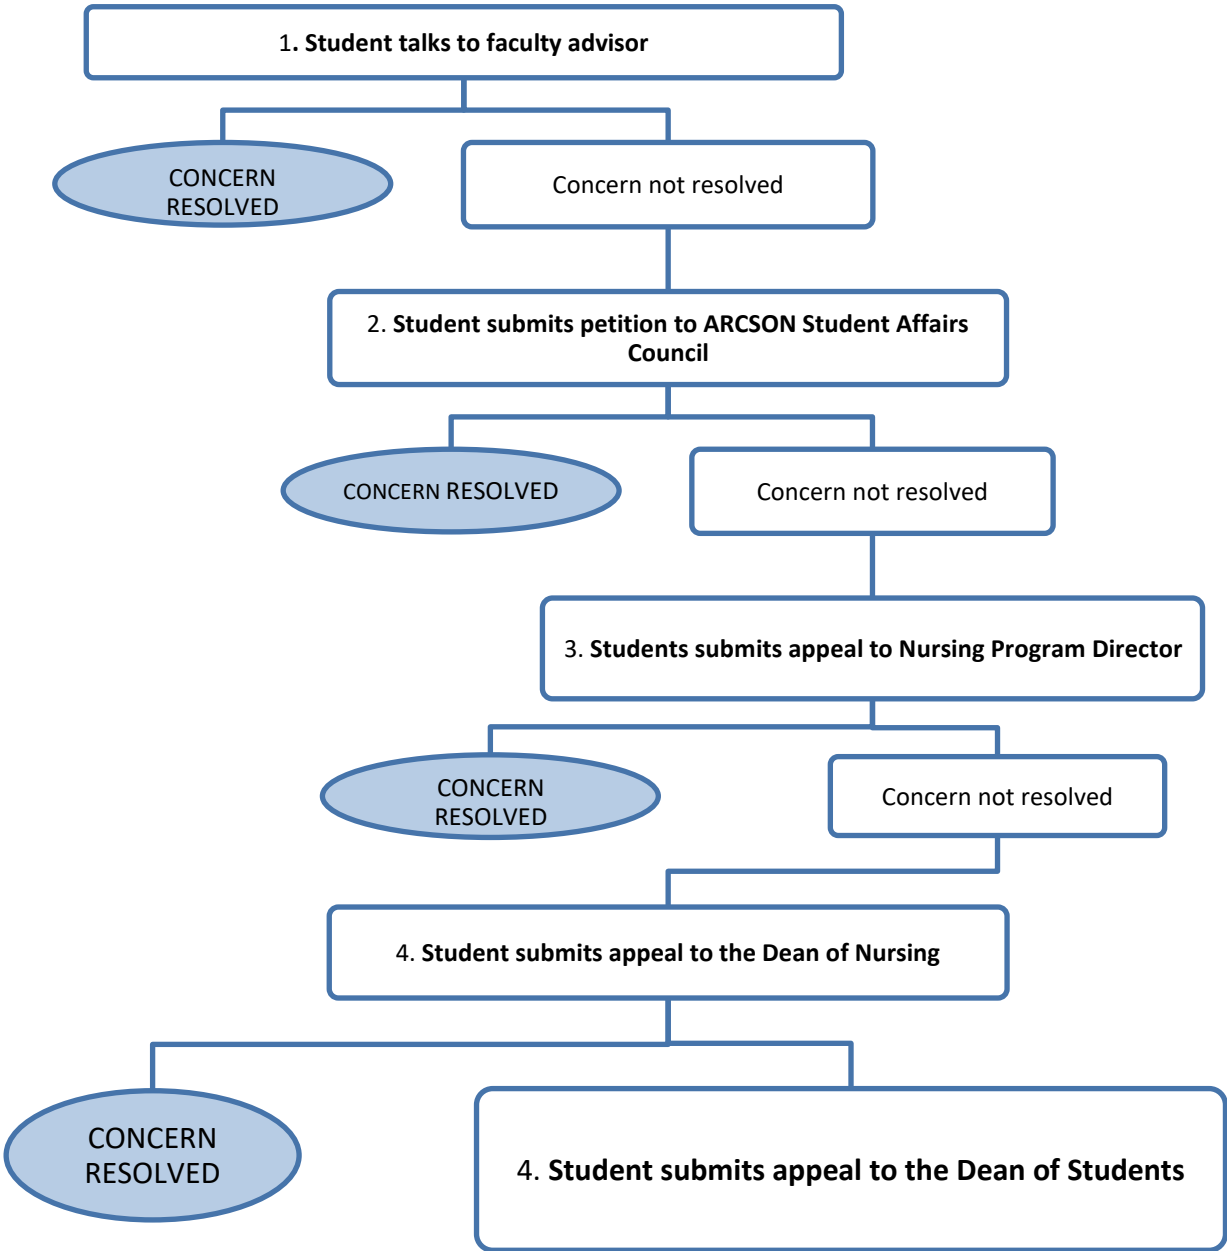 1. Student talks to faculty advisor
CONCERN
RESOLVED
Concern not resolved
2. Student submits petition to ARCSON Student Affairs
Council
CONCERN RESOLVED
Concern not resolved
3. Students submits appeal to Nursing Program Director
CONCERN
RESOLVED
Concern not resolved
4. Student submits appeal to the Dean of Nursing
CONCERN
RESOLVED
4. Student submits appeal to the Dean of Students